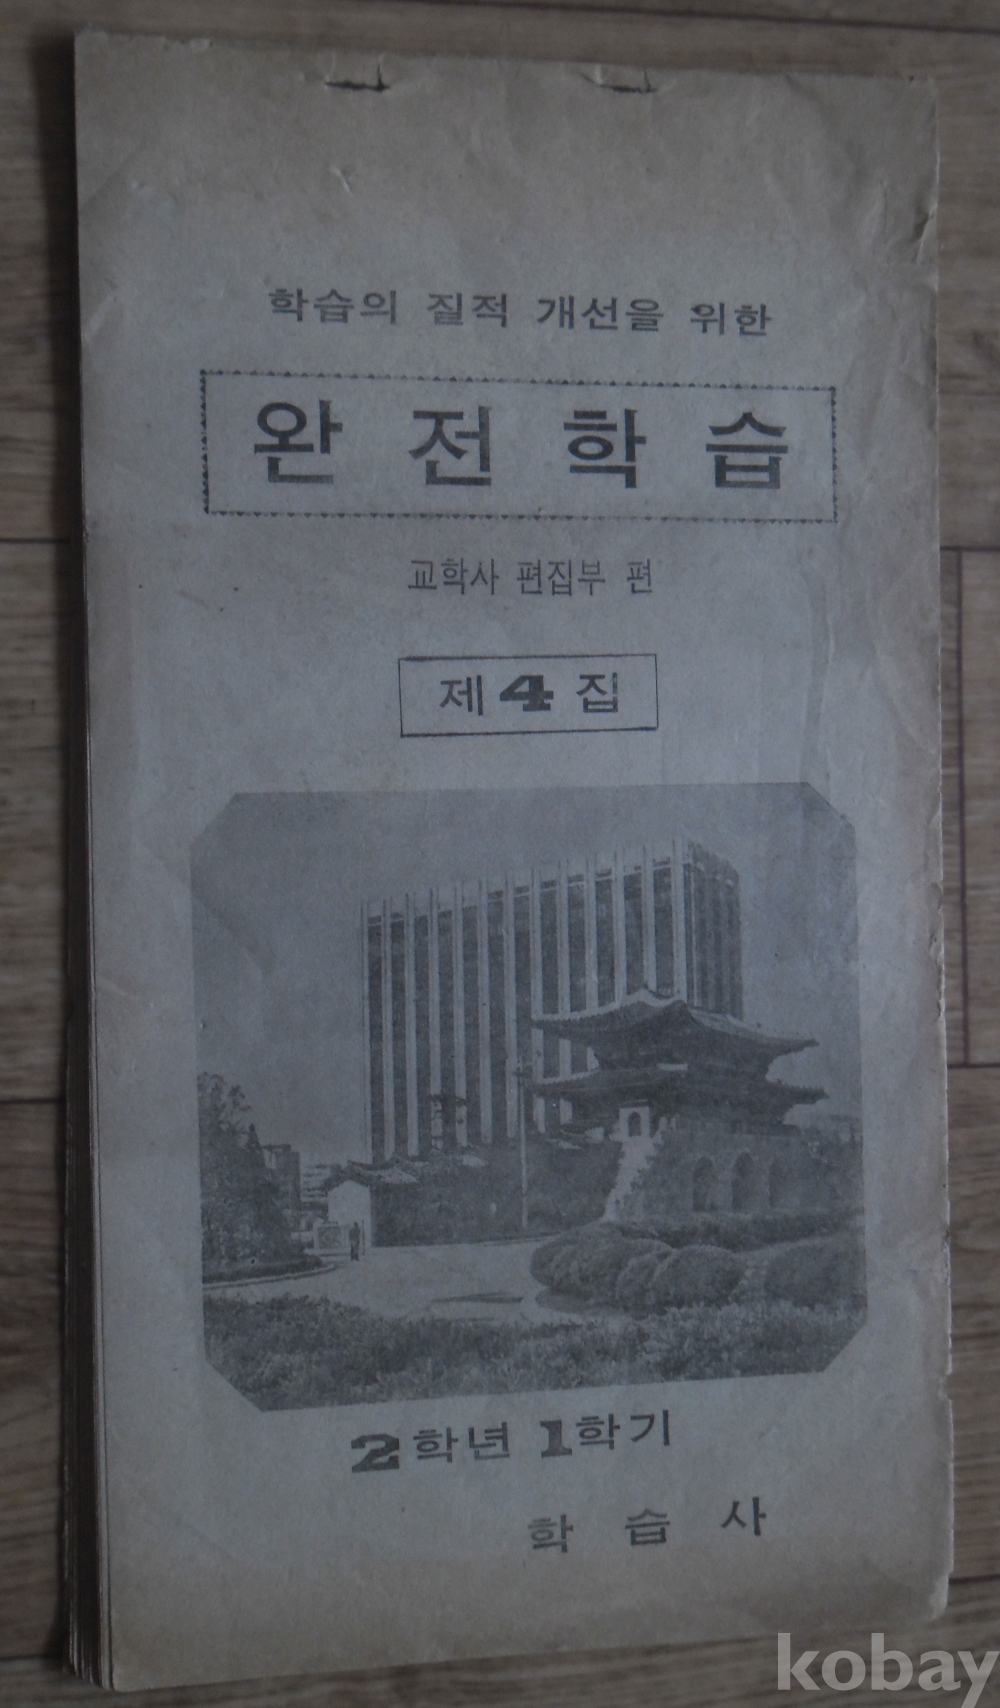 학습의 질적 개선을 위한
완전학습
교학사 편집부 편
제4집
2학년 1학기
학습사
kobay